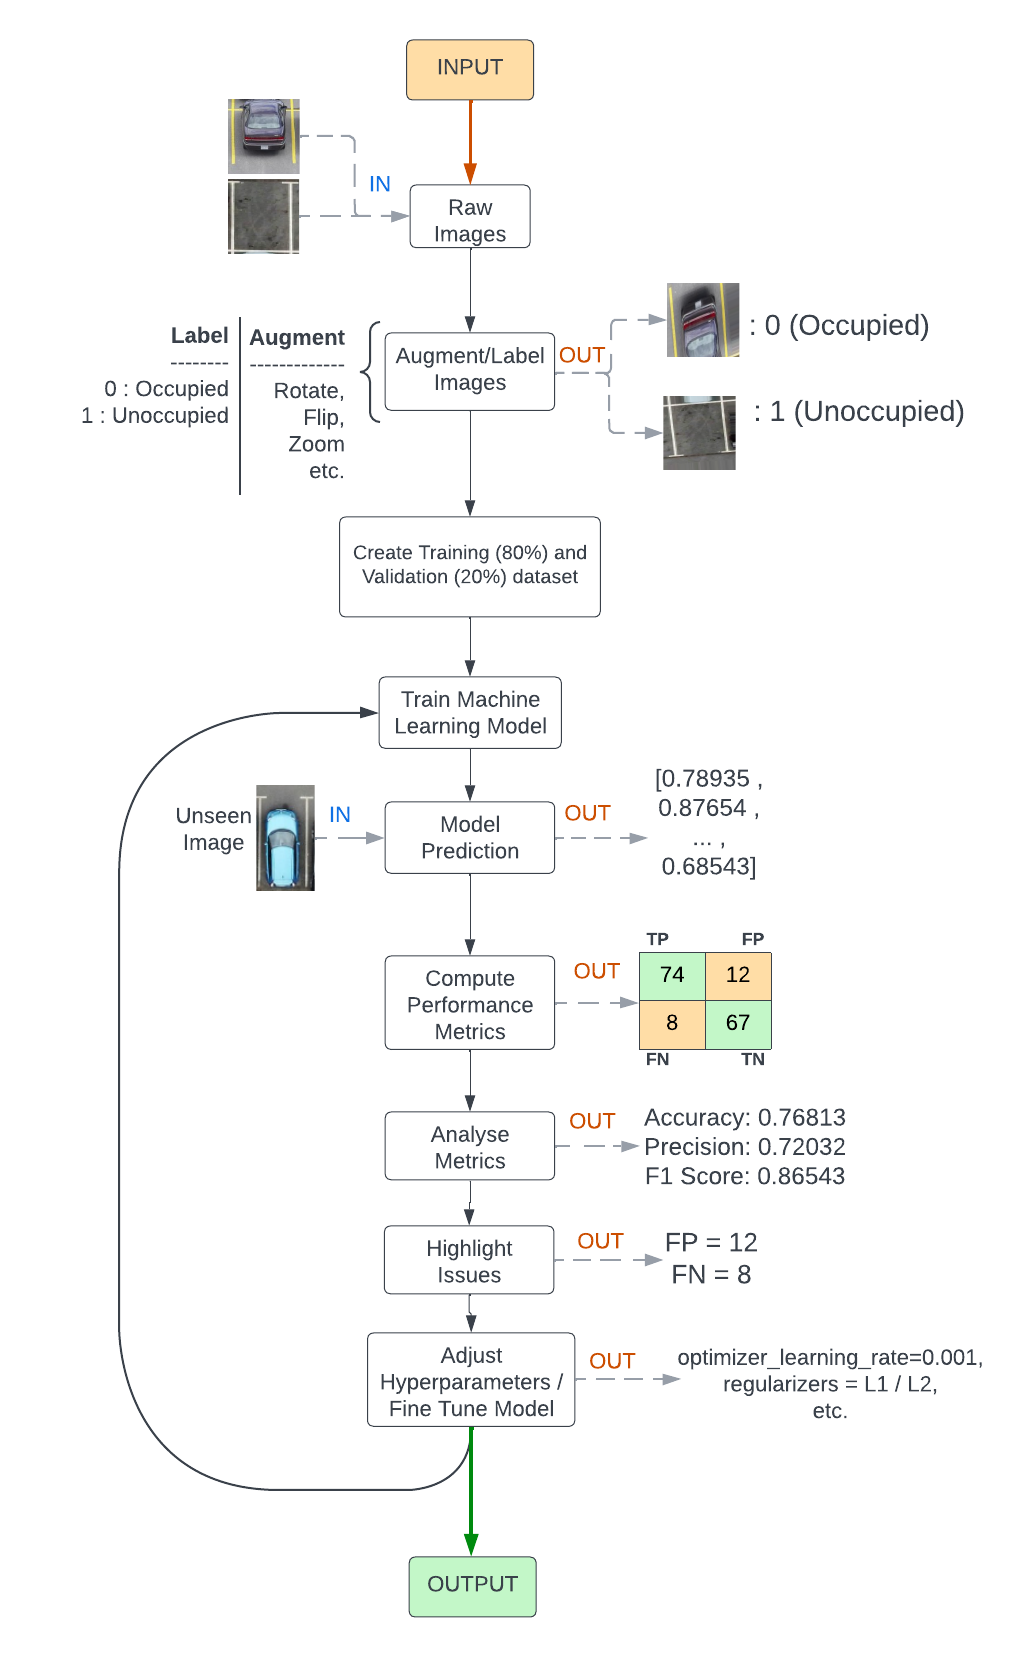 INPUT
IN
Raw
Images
Label
-------
0 : Occupied
1 : Unoccupied
Augment
------------
Rotate,
Flip,
Zoom
etc.
Augment/Label
Images
OUT
: 0 (Occupied)
: 1 (Unoccupied)
Create Training (80%) and
Validation (20%) dataset
Train Machine
Learning Model
Unseen
Image
IN
Model
Prediction
OUT
[0.78935 ,
0.87654 ,
... ,
0.68543]
Compute
Performance
Metrics
OUT
TP FP
74 12
8 67
FN TN
Analyse
Metrics
OUT
Accuracy: 0.76813
Precision: 0.72032
F1 Score: 0.86543
Highlight
Issues
OUT
FP = 12
FN = 8
Adjust
Hyperparameters /
Fine Tune Model
OUT
optimizer_learning_rate=0.001,
regularizers = L1 / L2,
etc.
OUTPUT